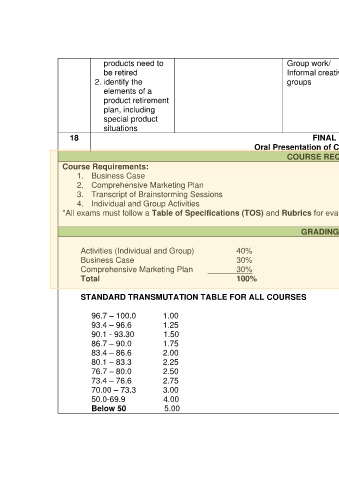 products need to
be retired
2. identify the
elements of a
product retirement
plan, including
special product
situations
Group work/
Informal creati
groups
18
FINAL
Oral Presentation of C
COURSE REQ
Course Requirements:
1. Business Case
2. Comprehensive Marketing Plan
3. Transcript of Brainstorming Sessions
4. Individual and Group Activities
*All exams must follow a Table of Specifications (TOS) and Rubrics for eva
GRADING
Activities (Individual and Group) 40%
Business Case 30%
Comprehensive Marketing Plan 30%
Total 100%
STANDARD TRANSMUTATION TABLE FOR ALL COURSES
96.7 – 100.0 1.00
93.4 – 96.6 1.25
90.1 - 93.30 1.50
86.7 – 90.0 1.75
83.4 – 86.6 2.00
80.1 – 83.3 2.25
76.7 – 80.0 2.50
73.4 – 76.6 2.75
70.00 – 73.3 3.00
50.0-69.9 4.00
Below 50 5.00